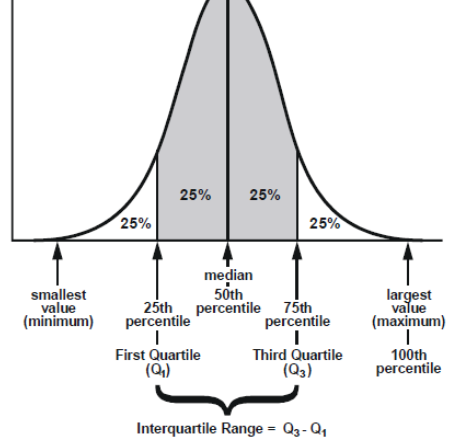 25%
25%
25%
25%
smallest
value
(minimum)
25th
percentile
First Quartile
(Q1)
median
50th
percentile
75th
percentile
Third Quartile
(Q3)
largest
value
(maximum)
100th
percentile
Interquartile Range = Q3 - Q1